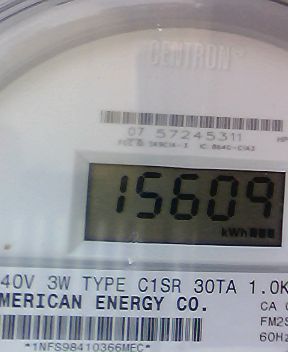 CENTRON®
07 57245311
15609
kWh
40V 3W TYPE C1SR 30TA 1.0K
MERICAN ENERGY CO. CA
FM2S
60Hz
*1NFS98410366MEC*